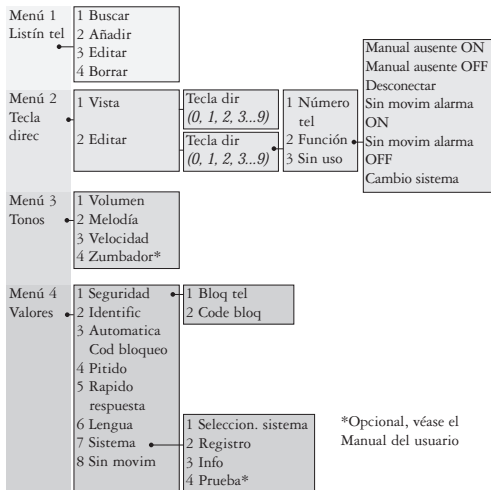 Menú 1
Listín tel
1 Buscar
2 Añadir
3 Editar
4 Borrar
Menú 2
Tecla
direc
1 Vista
2 Editar
Tecla dir
(0, 1, 2, 3...9)
Tecla dir
(0, 1, 2, 3...9)
1 Número
tel
2 Función
3 Sin uso
Manual ausente ON
Manual ausente OFF
Desconectar
Sin movim alarma
ON
Sin movim alarma
OFF
Cambio sistema
Menú 3
Tonos
1 Volumen
2 Melodía
3 Velocidad
4 Zumbador*
Menú 4
Valores
1 Seguridad
2 Identific
3 Automatica
Cod bloqueo
4 Pitido
5 Rapido
respuesta
6 Lengua
7 Sistema
8 Sin movim
1 Bloq tel
2 Code bloq
1 Seleccion. sistema
2 Registro
3 Info
4 Prueba*
*Opcional, véase el
Manual del usuario